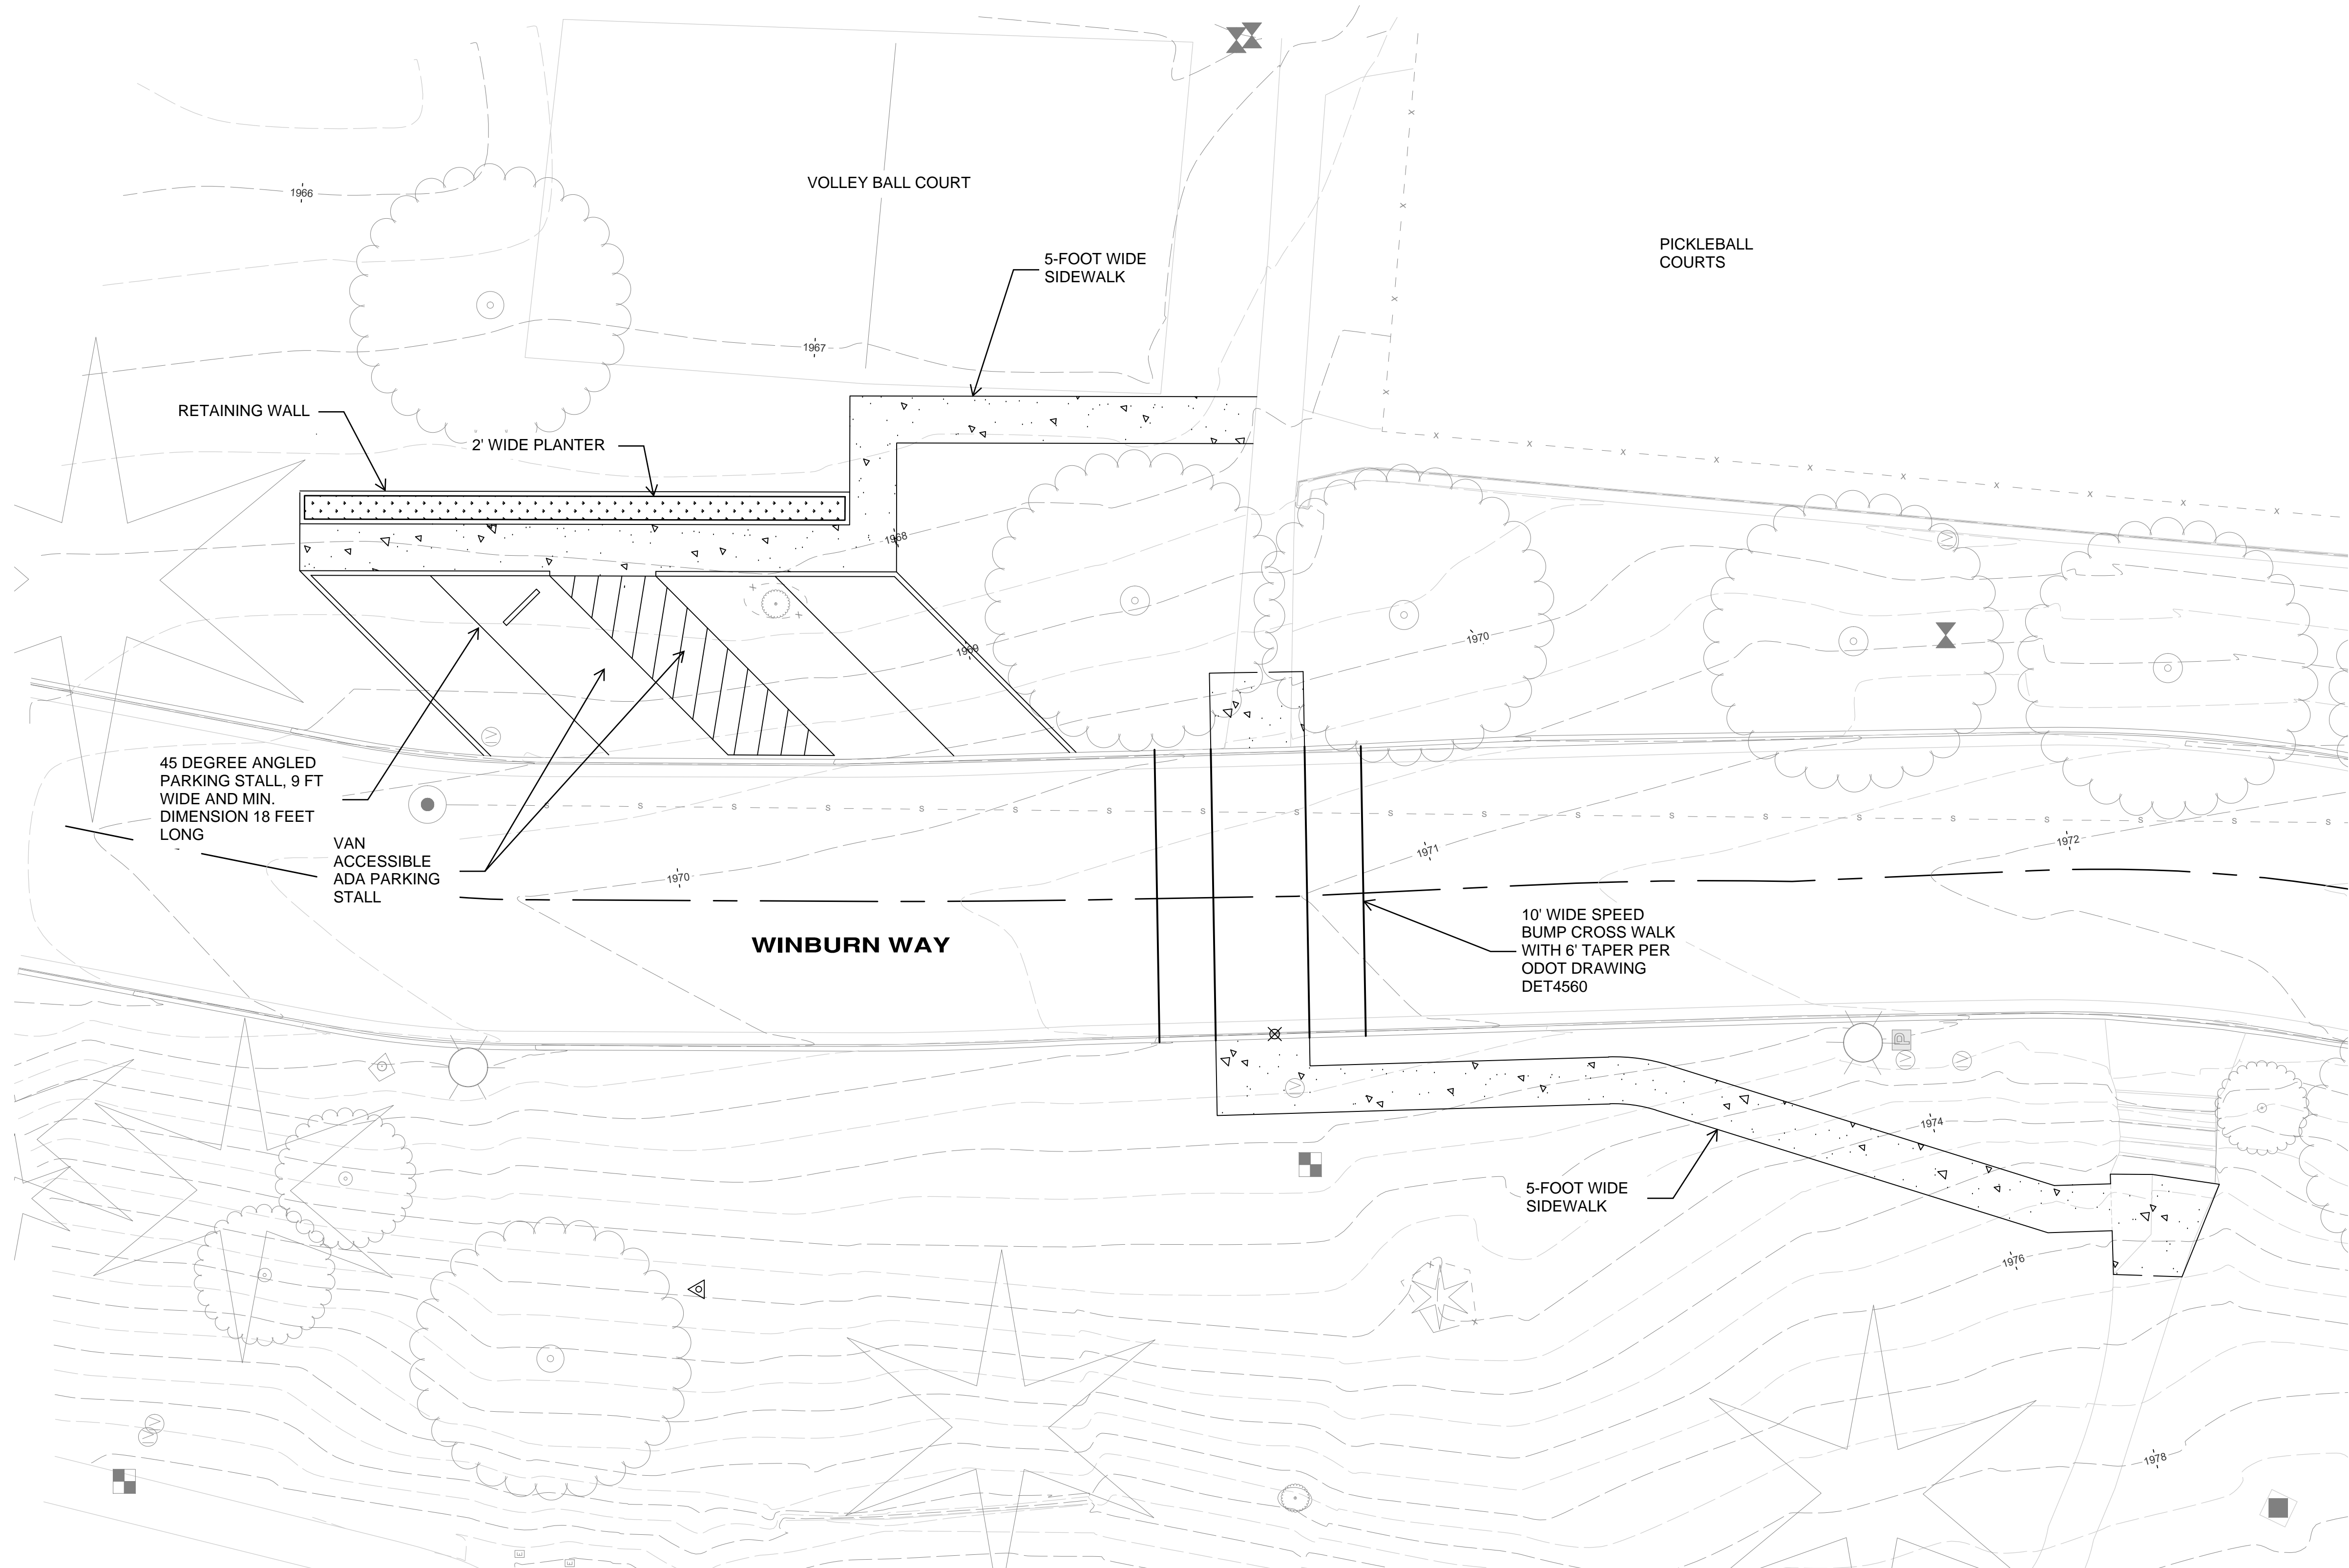 1966
VOLLEY BALL COURT
5-FOOT WIDE
SIDEWALK
PICKLEBALL
COURTS
1967
RETAINING WALL
2' WIDE PLANTER
1968
1969
1970
45 DEGREE ANGLED
PARKING STALL, 9 FT
WIDE AND MIN.
DIMENSION 18 FEET
LONG
VAN
ACCESSIBLE
ADA PARKING
STALL
1970
1971
1972
WINBURN WAY
10' WIDE SPEED
BUMP CROSS WALK
WITH 6' TAPER PER
ODOT DRAWING
DET4560
1974
5-FOOT WIDE
SIDEWALK
1976
1978